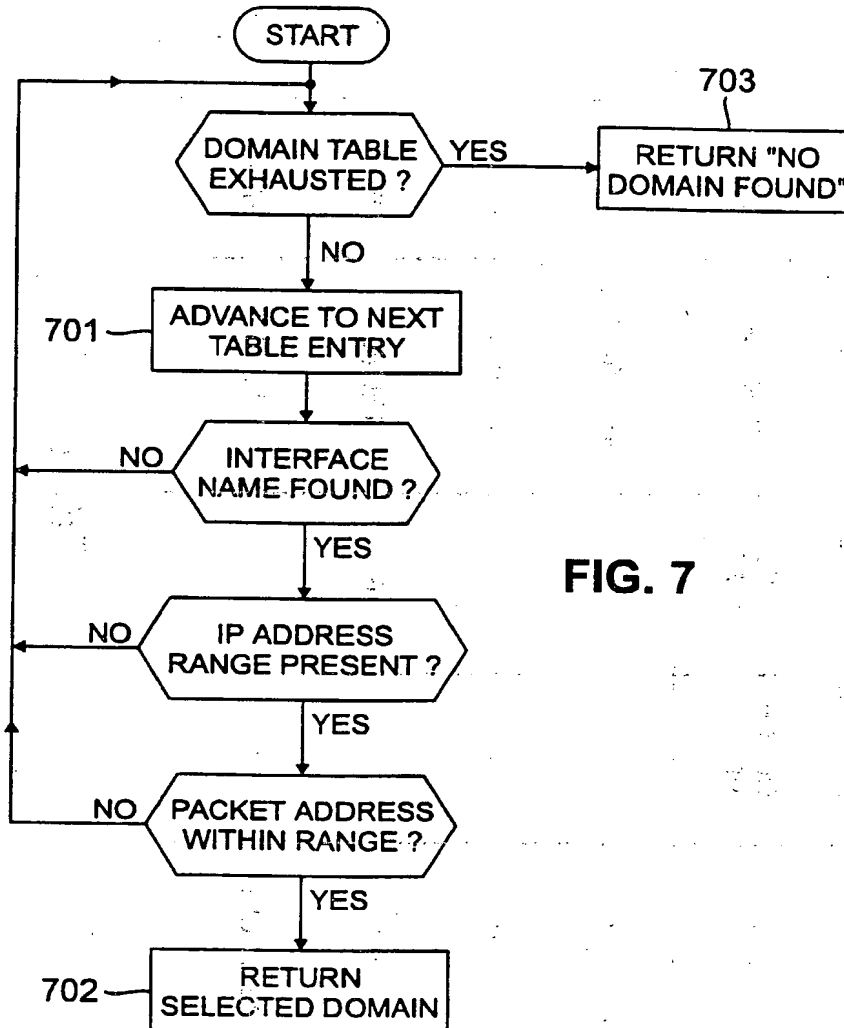 START
703
DOMAIN TABLE
EXHAUSTED ?
YES
RETURN "NO
DOMAIN FOUND"
NO
701
ADVANCE TO NEXT
TABLE ENTRY
NO
INTERFACE
NAME FOUND ?
YES
FIG. 7
NO
IP ADDRESS
RANGE PRESENT ?
YES
NO
PACKET ADDRESS
WITHIN RANGE ?
YES
702
RETURN
SELECTED DOMAIN